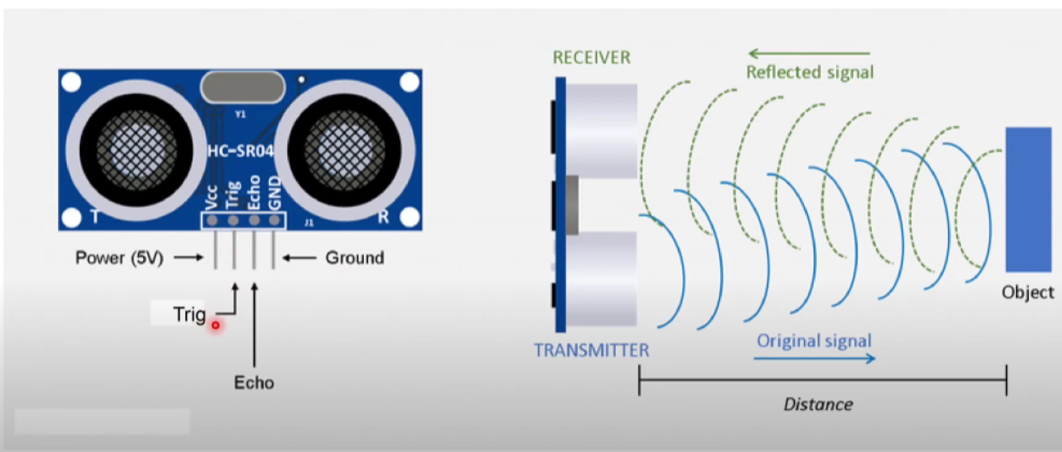 Y1
HC-SR04
Vcc
Trig
Echo
GND
T
J1
R
Power (5V)
Ground
Trig
Echo
RECEIVER
Reflected signal
Object
Original signal
TRANSMITTER
Distance